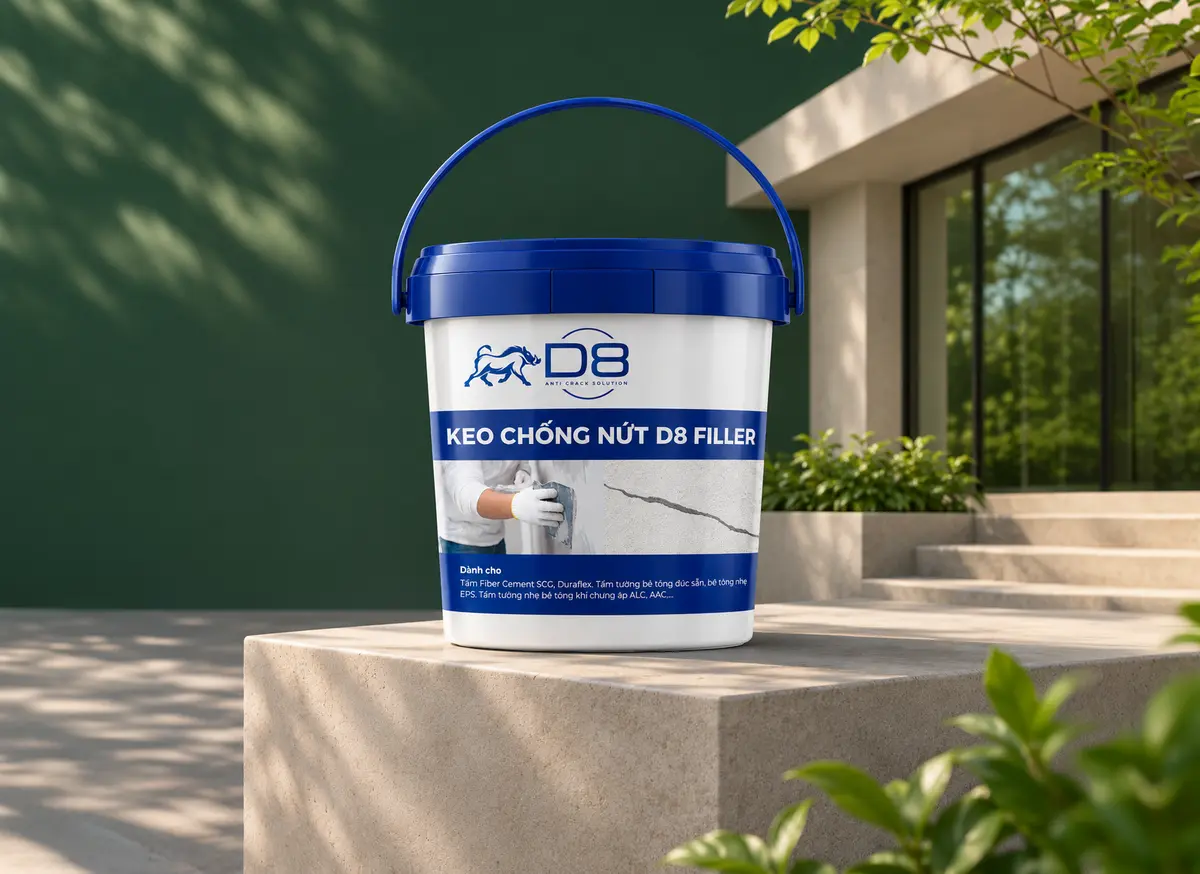 D8
ANTI CRACK SOLUTION
KEO CHỐNG NỨT D8 FILLER
Dành cho
Tấm Fiber Cement SCG, Duraflex. Tấm tường bê tông đúc sẵn, bê tông nhẹ
EPS. Tấm tường nhẹ bê tông khí chưng áp ALC, AAC,...